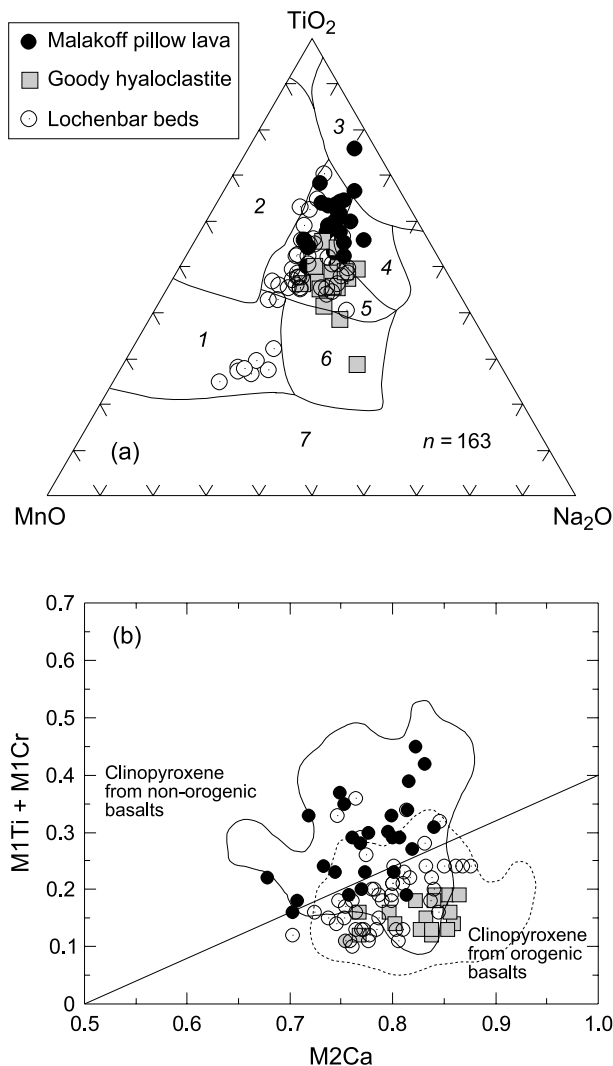 TiO₂
Malakoff pillow lava
Goody hyaloclastite
Lochenbar beds
3
2
4
5
1
6
7
(a)
n = 163
MnO
Na₂O
0.7
(b)
0.6
0.5
Clinopyroxene
from non-orogenic
basalts
0.4
M1Ti + M1Cr
0.3
0.2
Clinopyroxene
from orogenic
basalts
0.1
0
0.5
0.6
0.7
0.8
0.9
1.0
M2Ca